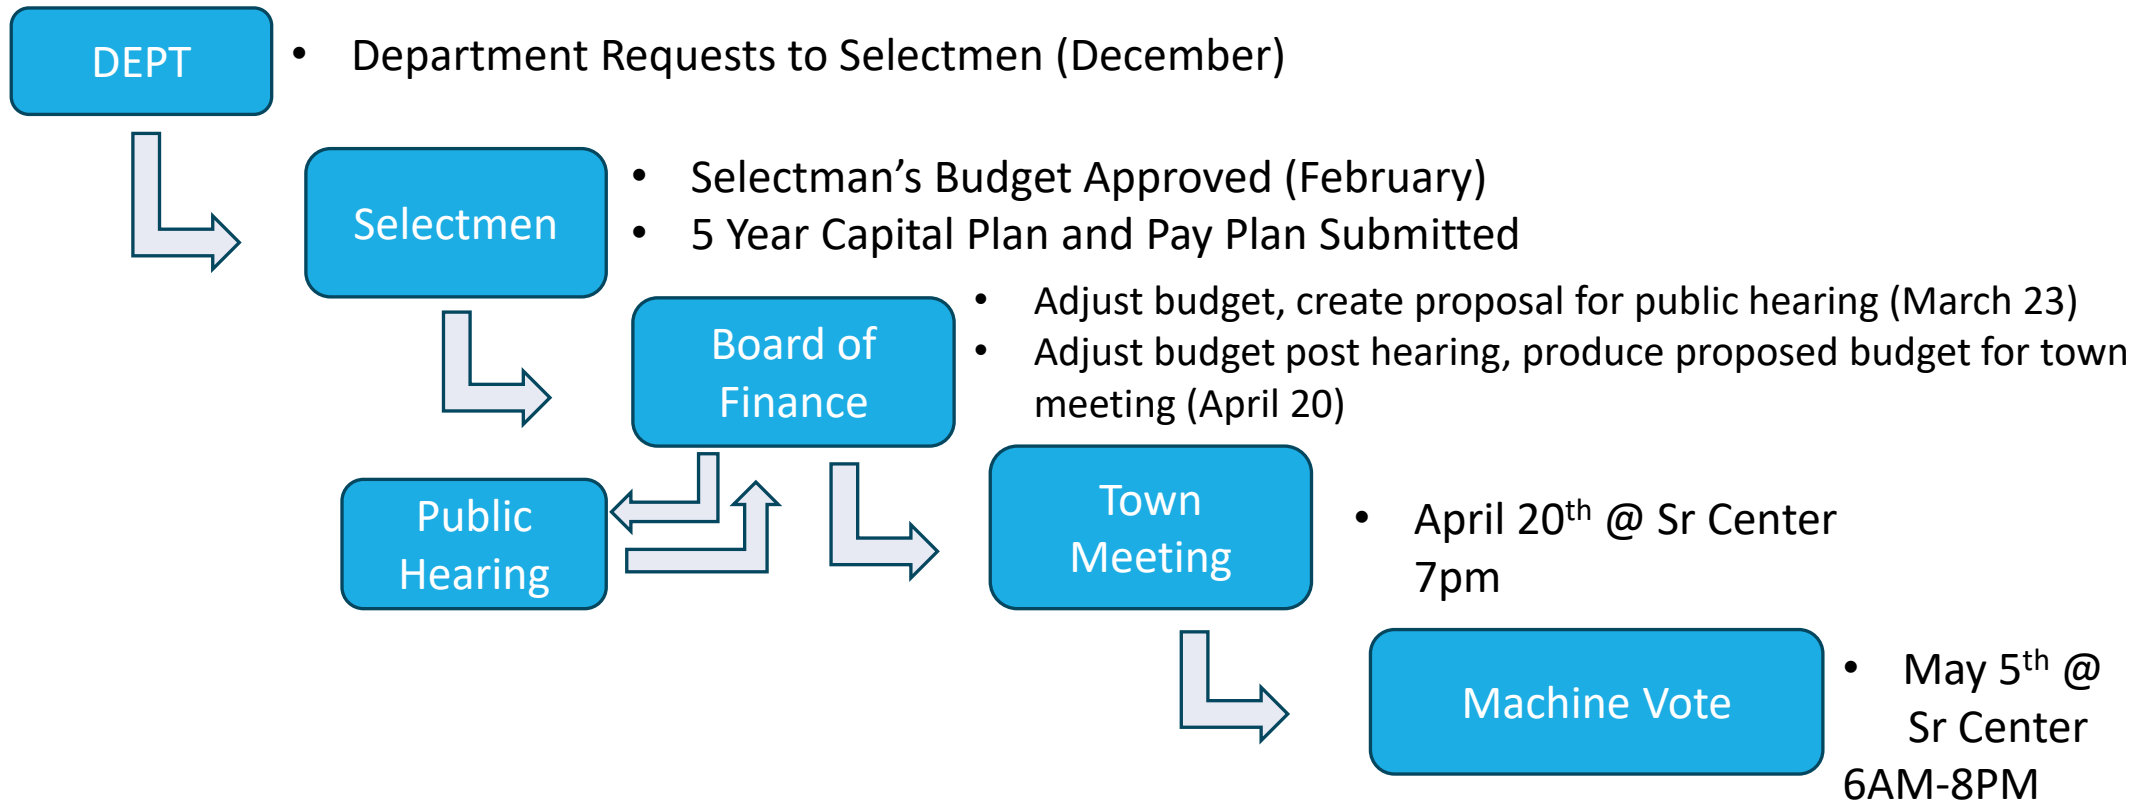 DEPT
• Department Requests to Selectmen (December)
Selectmen
• Selectman’s Budget Approved (February)
• 5 Year Capital Plan and Pay Plan Submitted
Board of
Finance
• Adjust budget, create proposal for public hearing (March 23)
• Adjust budget post hearing, produce proposed budget for town
meeting (April 20)
Public
Hearing
Town
Meeting
• April 20th @ Sr Center
7pm
Machine Vote
• May 5th @
Sr Center
6AM-8PM